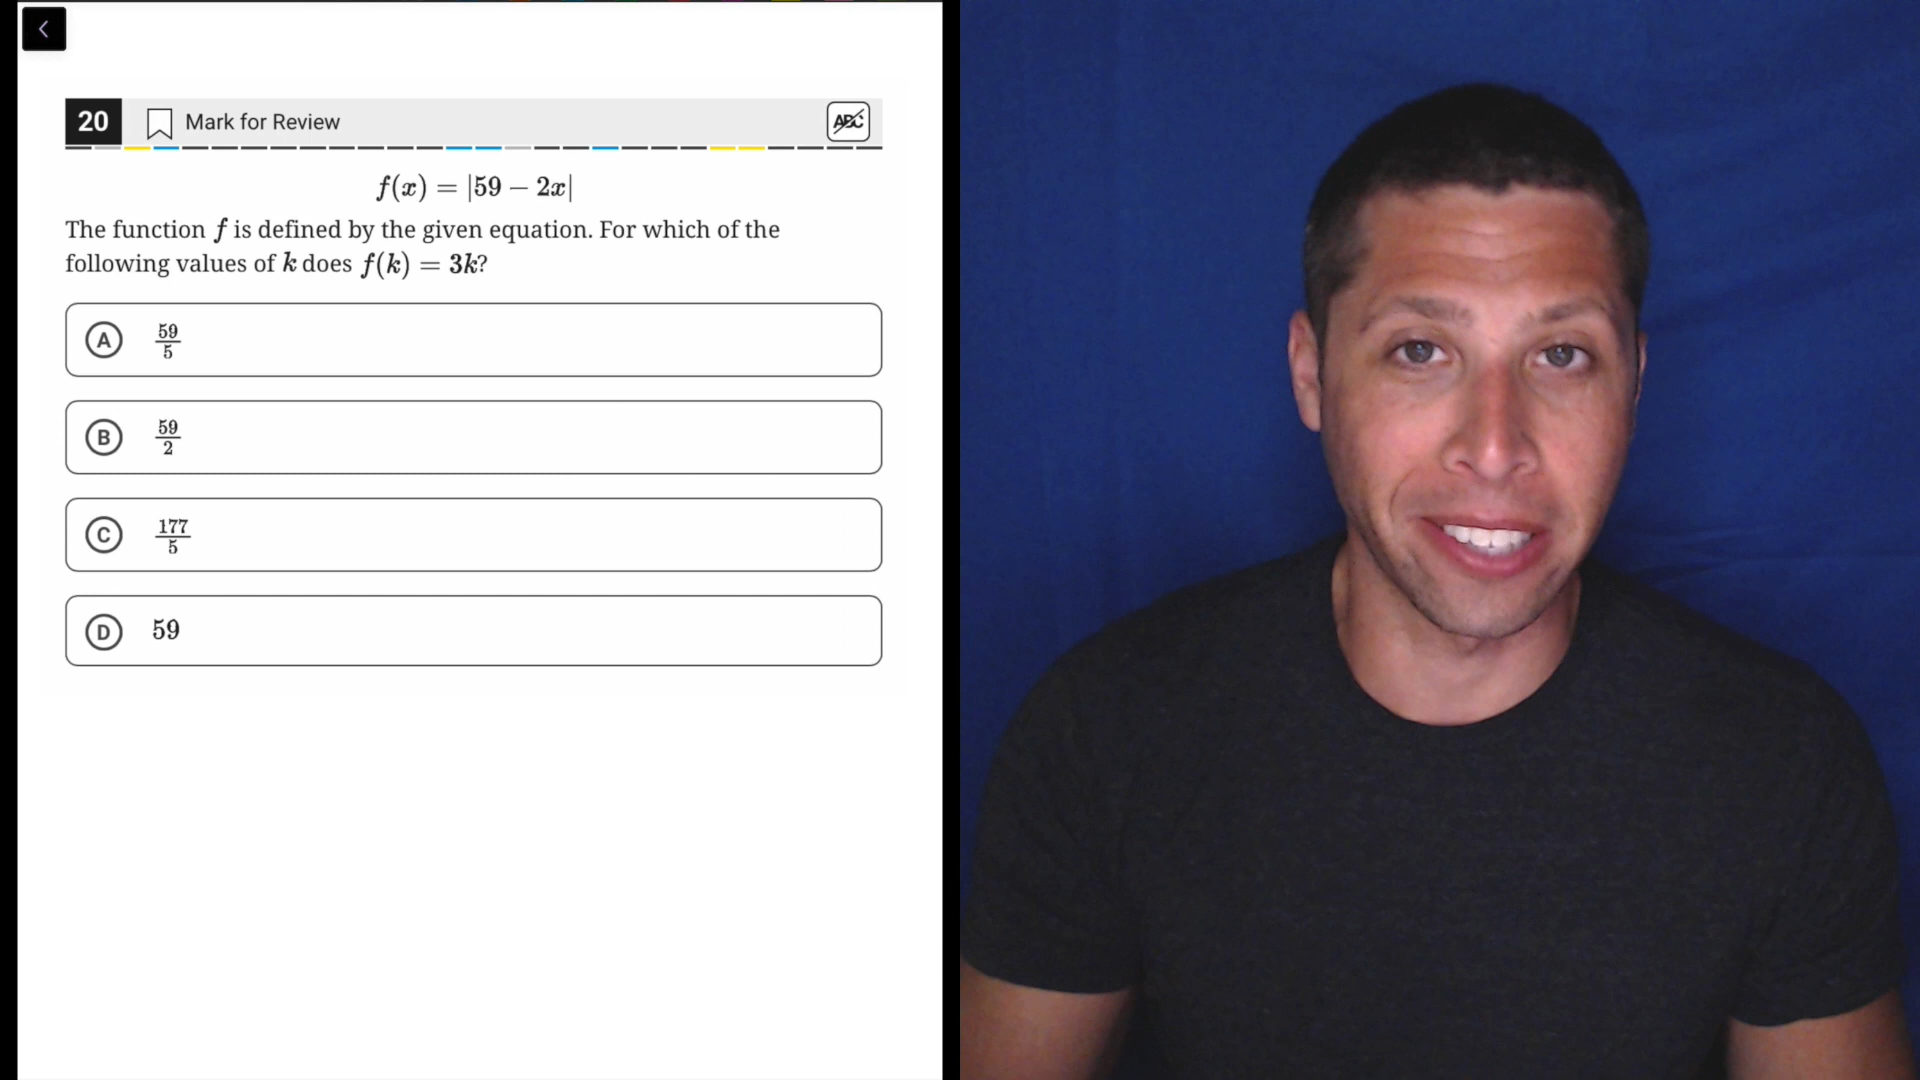 20 Mark for Review ABC
f(x) = |59 − 2x|
The function f is defined by the given equation. For which of the
following values of k does f(k) = 3k?
A 59/5
B 59/2
C 177/5
D 59